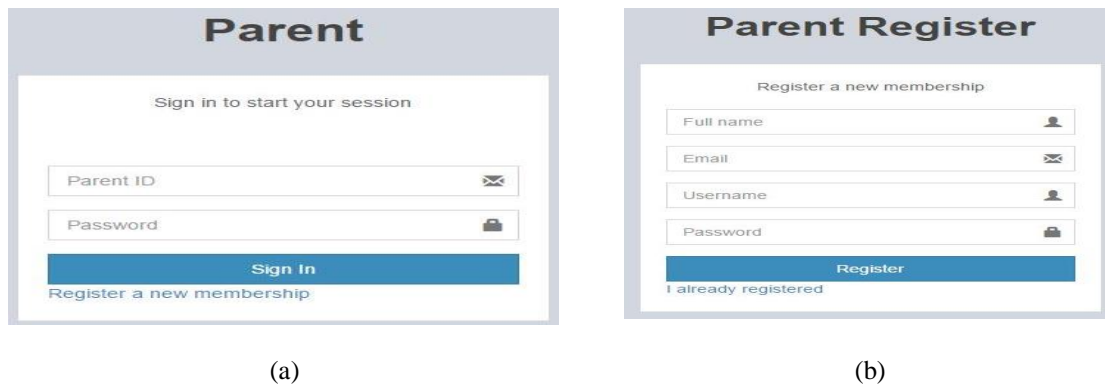 Parent
Sign in to start your session
Parent ID
Password
Sign In
Register a new membership
(a)
Parent Register
Register a new membership
Full name
Email
Username
Password
Register
I already registered
(b)